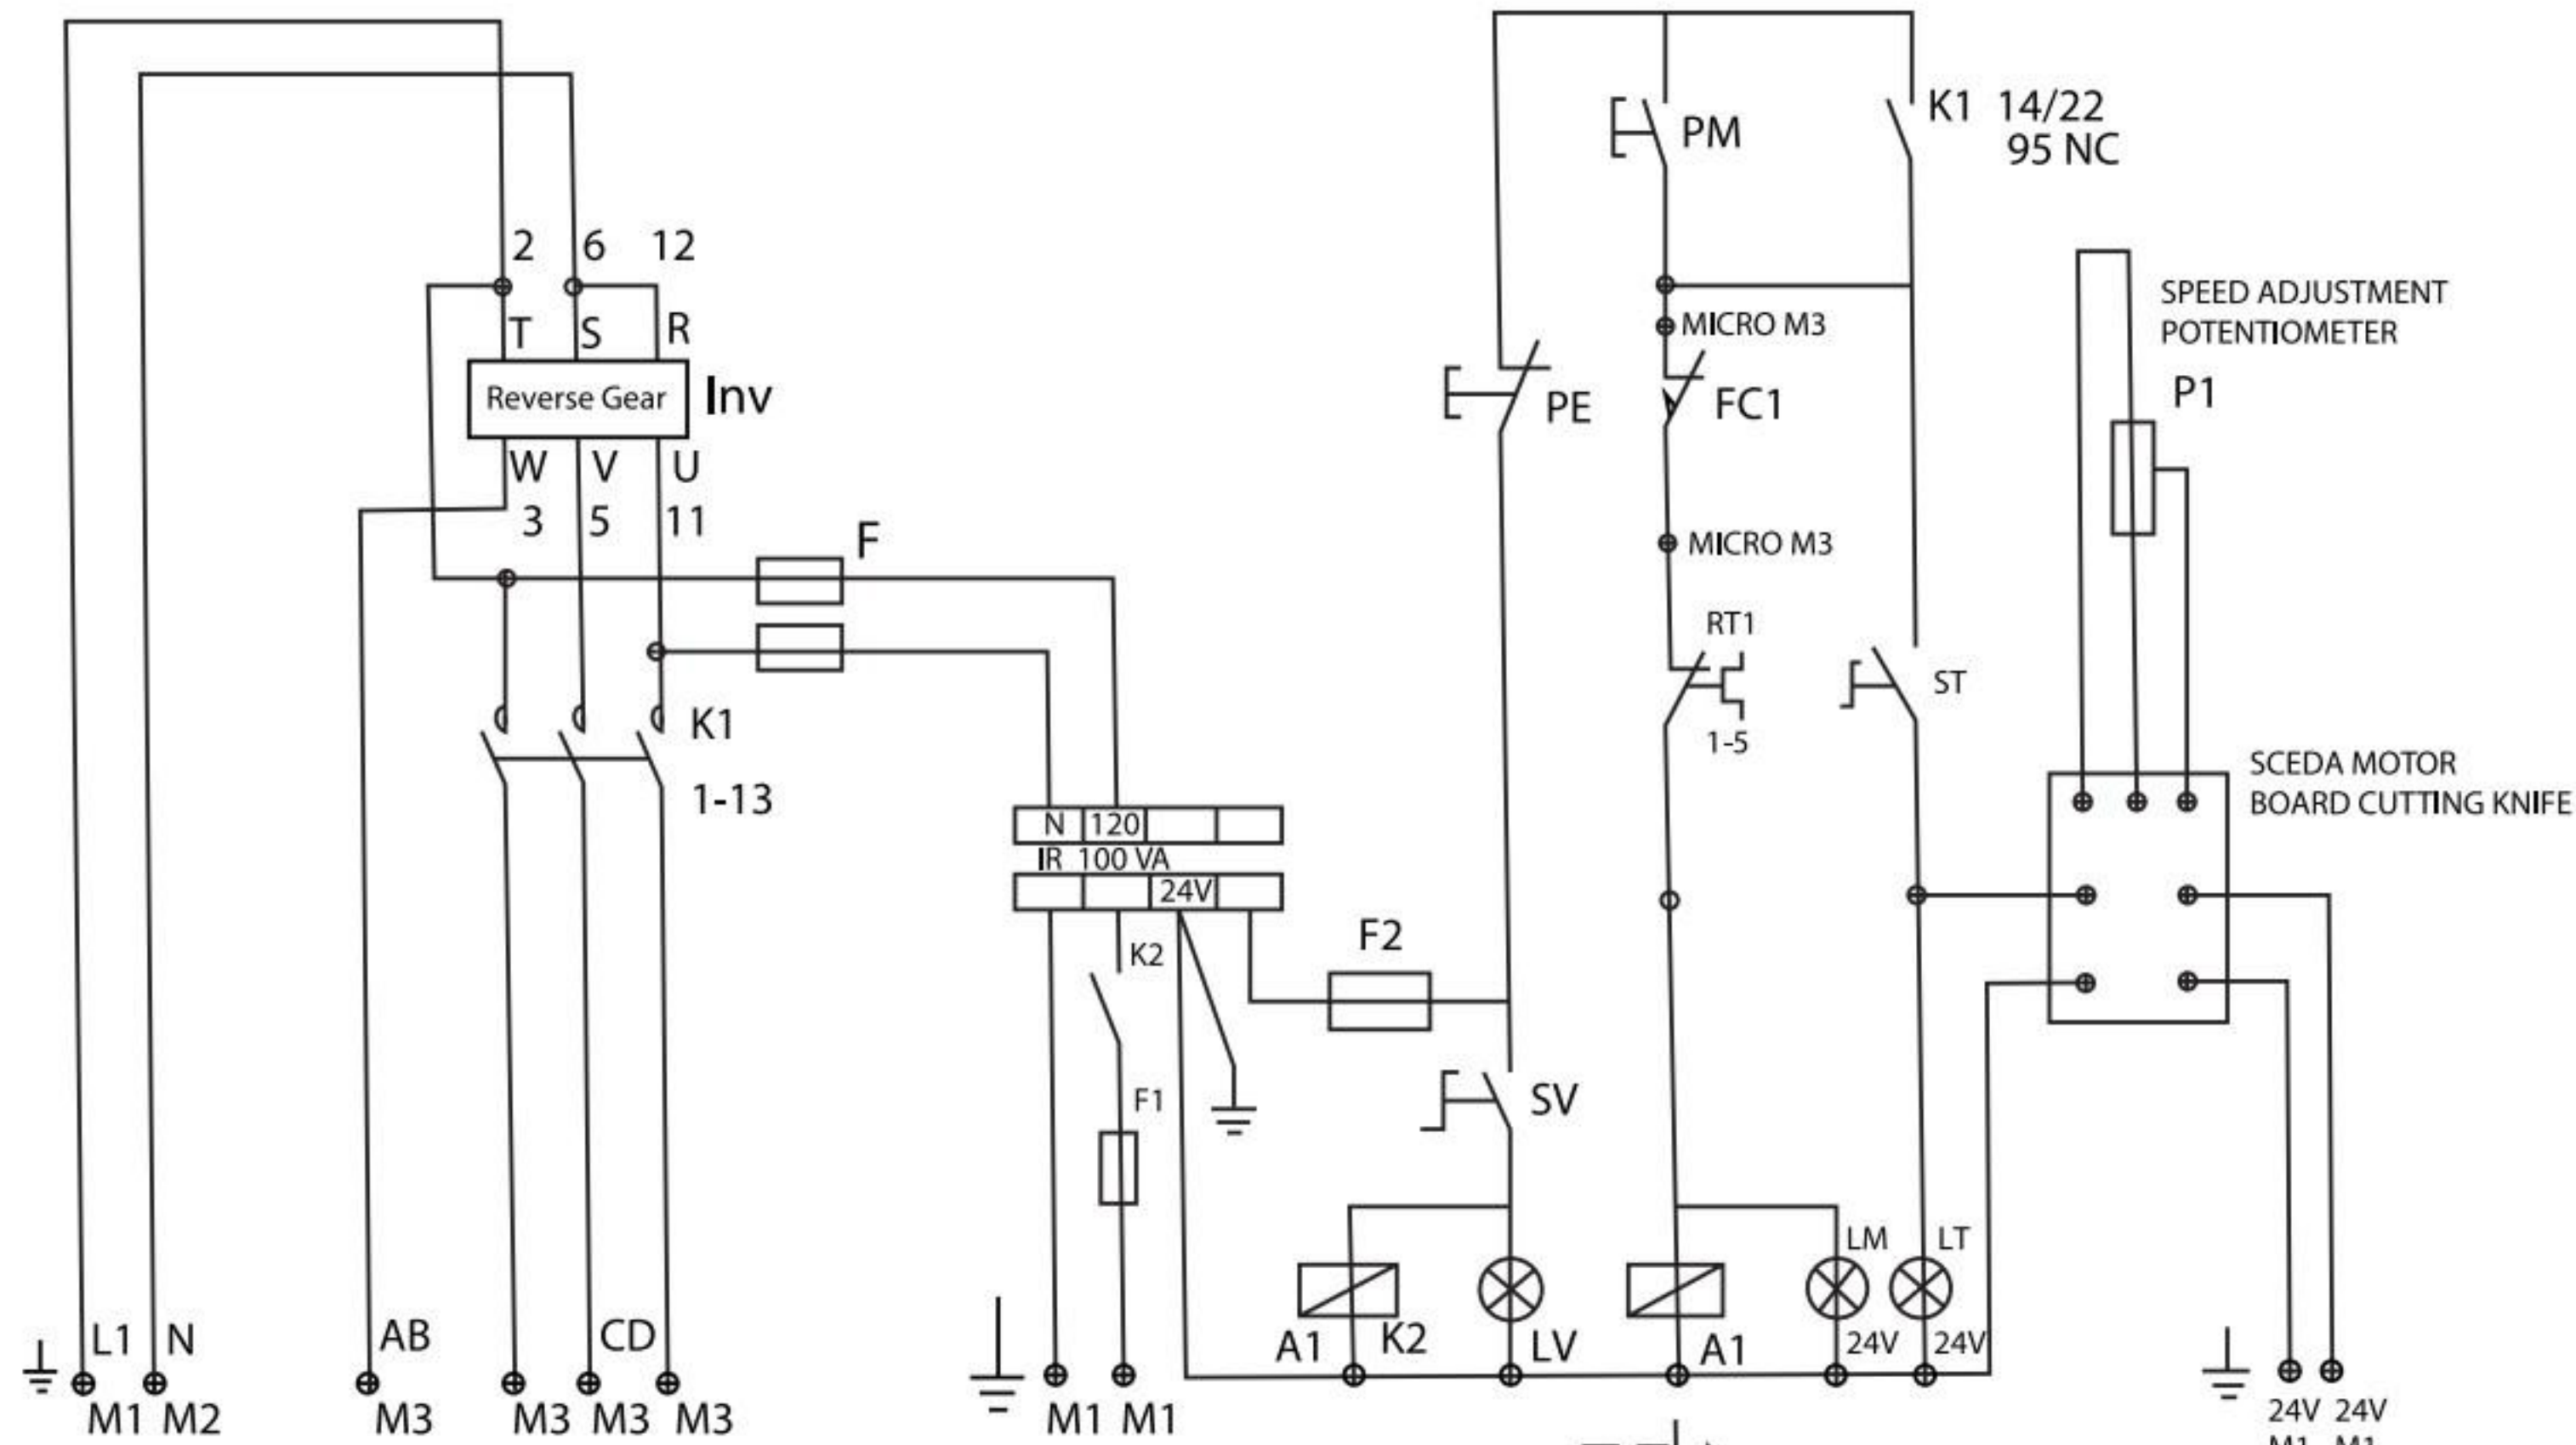 K1 14/22
95 NC
PM
2 6 12
T S R
Reverse Gear
Inv
W V U
3 5 11
F
K1
1-13
N 120
IR 100 VA
24V
K2
F1
F2
PE
MICRO M3
FC1
MICRO M3
RT1
1-5
ST
SPEED ADJUSTMENT
POTENTIOMETER
P1
SCEDA MOTOR
BOARD CUTTING KNIFE
SV
LM LT
24V 24V
A1 K2 LV A1
L1 N AB CD
M1 M2 M3 M3 M3 M3 M1 M1
24V 24V
M1 M1